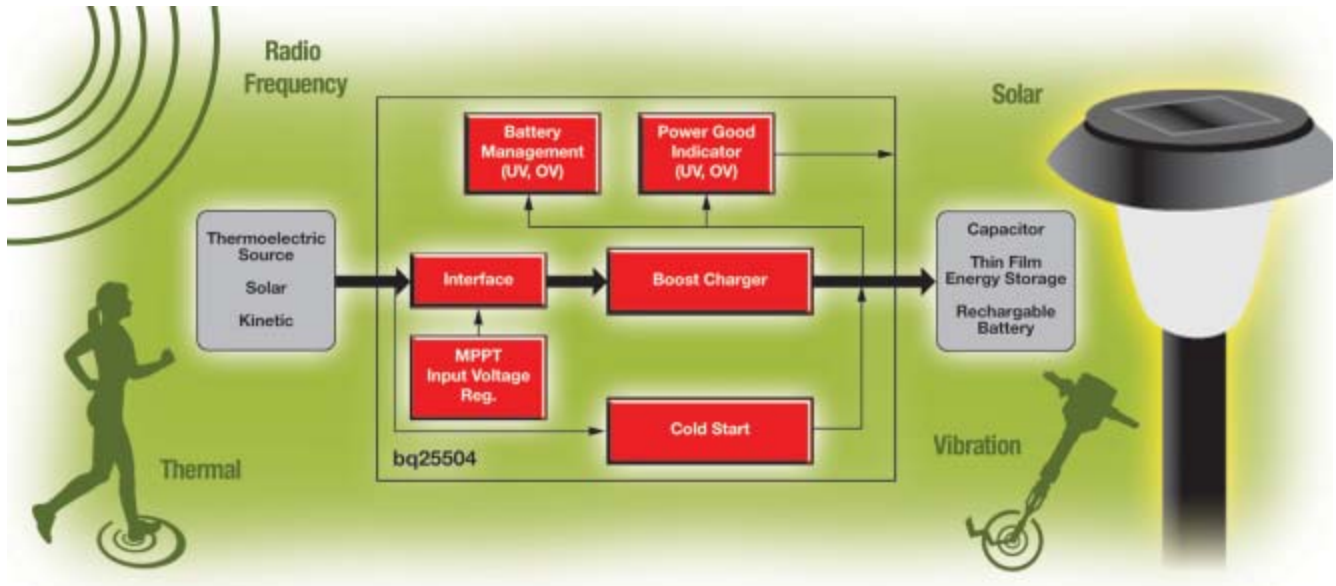 Radio
Frequency
Solar
Battery
Management
(UV, OV)
Power Good
Indicator
(UV, OV)
Thermoelectric
Source
Solar
Kinetic
Interface
Boost Charger
Capacitor
Thin Film
Energy Storage
Rechargable
Battery
MPPT
Input Voltage
Reg.
Cold Start
bq25504
Thermal
Vibration